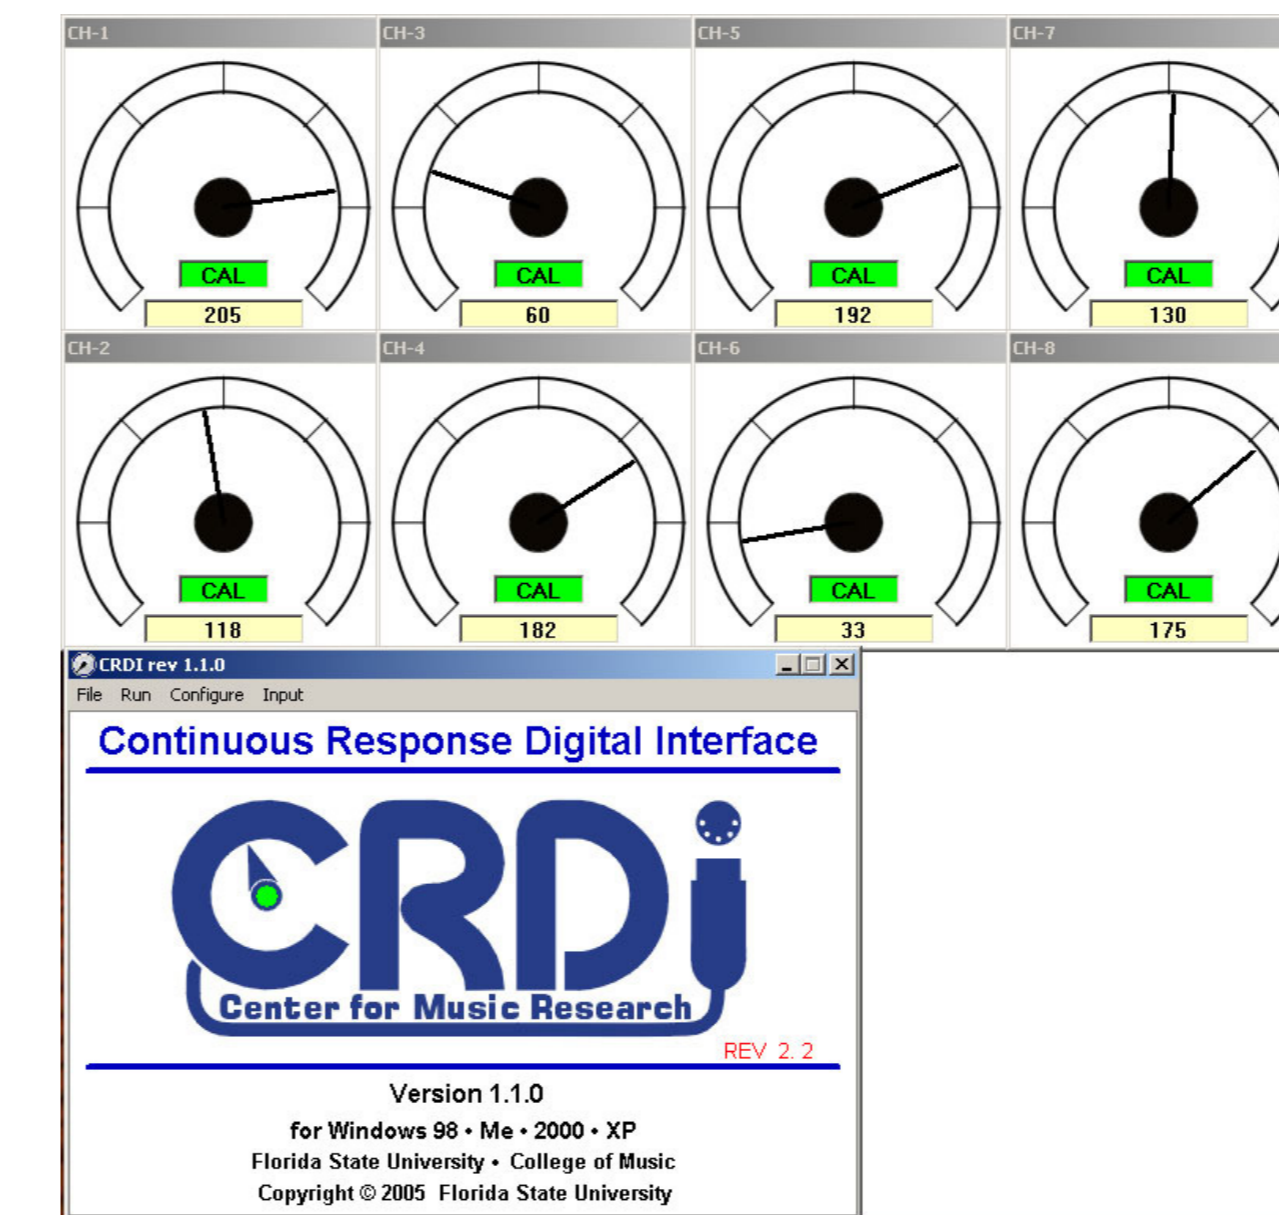 CH-1
CH-3
CH-5
CH-7
CAL
CAL
CAL
CAL
205
60
192
130
CH-2
CH-4
CH-6
CH-8
CAL
CAL
CAL
CAL
118
182
33
175
CRDI rev 1.1.0
File Run Configure Input
Continuous Response Digital Interface
CRDi
Center for Music Research
REV 2.2
Version 1.1.0
for Windows 98 • Me • 2000 • XP
Florida State University • College of Music
Copyright © 2005 Florida State University